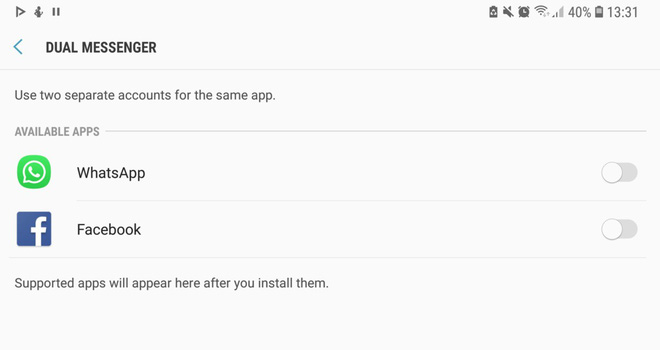 40% 13:31
DUAL MESSENGER
Use two separate accounts for the same app.
AVAILABLE APPS
WhatsApp
Facebook
Supported apps will appear here after you install them.